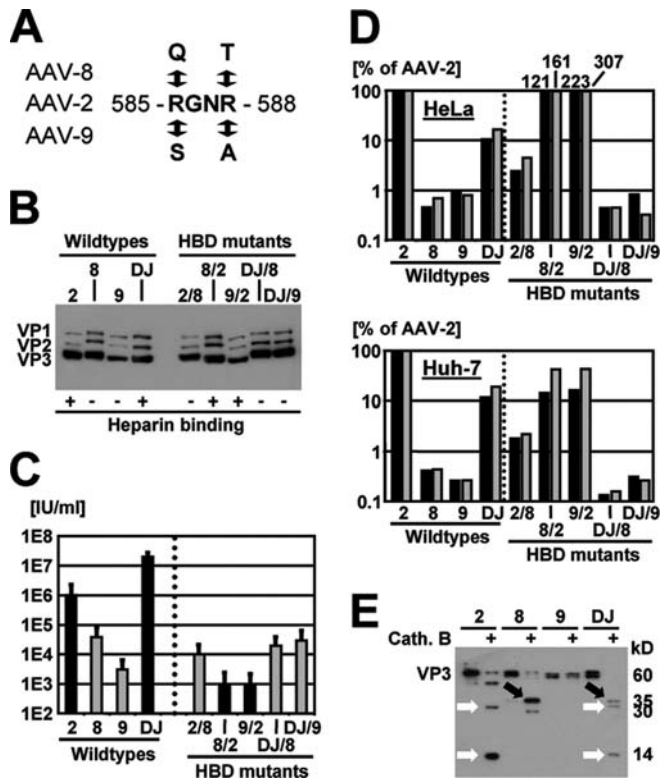 A
Q T
AAV-8
AAV-2 585 - RGNR - 588
AAV-9
S A
B
Wildtypes HBD mutants
8 DJ 8/2 DJ/8
2 9 2/8 9/2 DJ/9
VP1
VP2
VP3
+ - - + - + + - -
Heparin binding
C
[IU/ml]
1E8
1E7
1E6
1E5
1E4
1E3
1E2
2 8 9 DJ 2/8 9/2 DJ/9
8/2 DJ/8
Wildtypes HBD mutants
D
[% of AAV-2]
161 307
121 223
HeLa
100
10
1
0.1
2 8 9 DJ 2/8 9/2 DJ/9
8/2 DJ/8
Wildtypes
HBD mutants
[% of AAV-2]
Huh-7
100
10
1
0.1
2 8 9 DJ 2/8 9/2 DJ/9
8/2 DJ/8
Wildtypes
HBD mutants
E
2 8 9 DJ
Cath. B + + + + kD
VP3 60
35
30
14